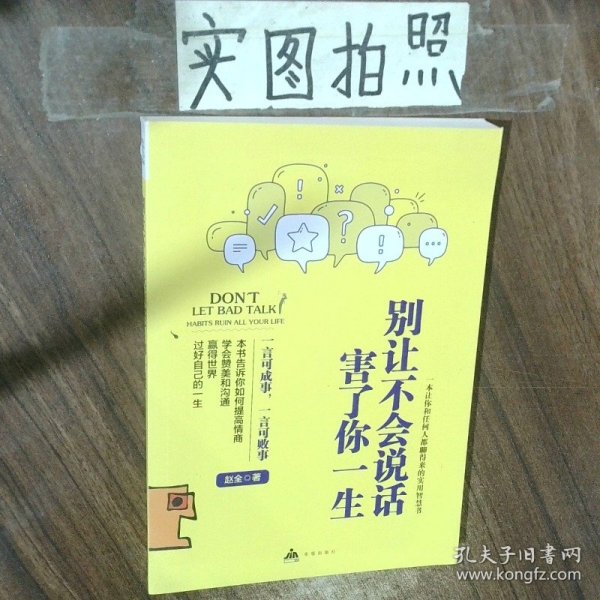 实图拍照
DON'T
LET BAD TALK
HABITS RUIN ALL YOUR LIFE
别让不会说话
害了你一生
一本让你和任何人都聊得来的实用智慧书
一言可成事，一言可败事
本书告诉你如何提高情商
学会赞美和沟通
赢得世界
过好自己的一生
赵全◎著
孔夫子旧书网
www.kongfz.com